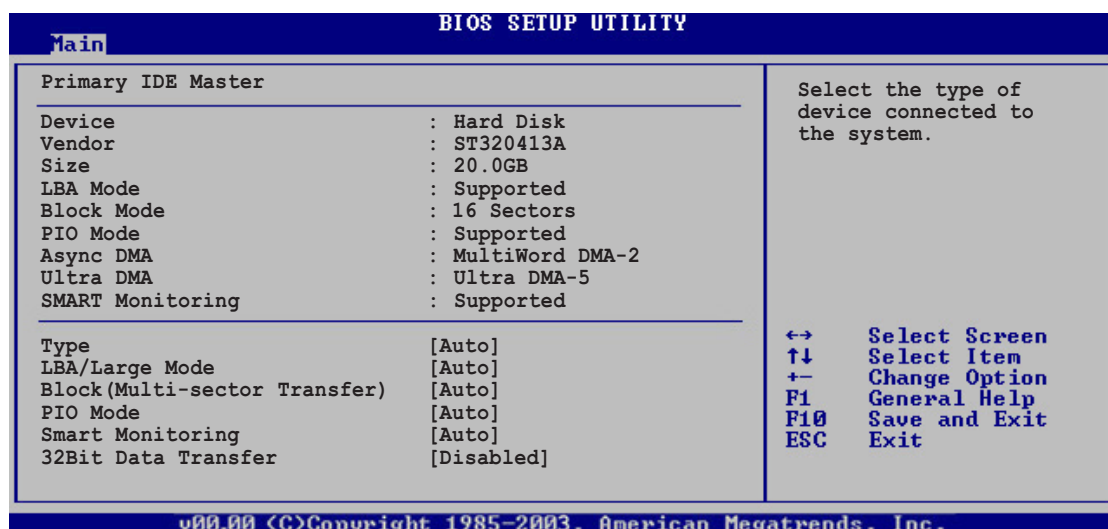 BIOS SETUP UTILITY
Main
Primary IDE Master
Device : Hard Disk
Vendor : ST320413A
Size : 20.0GB
LBA Mode : Supported
Block Mode : 16 Sectors
PIO Mode : Supported
Async DMA : MultiWord DMA-2
Ultra DMA : Ultra DMA-5
SMART Monitoring : Supported
Type [Auto]
LBA/Large Mode [Auto]
Block(Multi-sector Transfer) [Auto]
PIO Mode [Auto]
Smart Monitoring [Auto]
32Bit Data Transfer [Disabled]
Select the type of
device connected to
the system.
←→ Select Screen
↑↓ Select Item
+- Change Option
F1 General Help
F10 Save and Exit
ESC Exit
v00.00 (C)Copyright 1985-2003, American Megatrends, Inc.